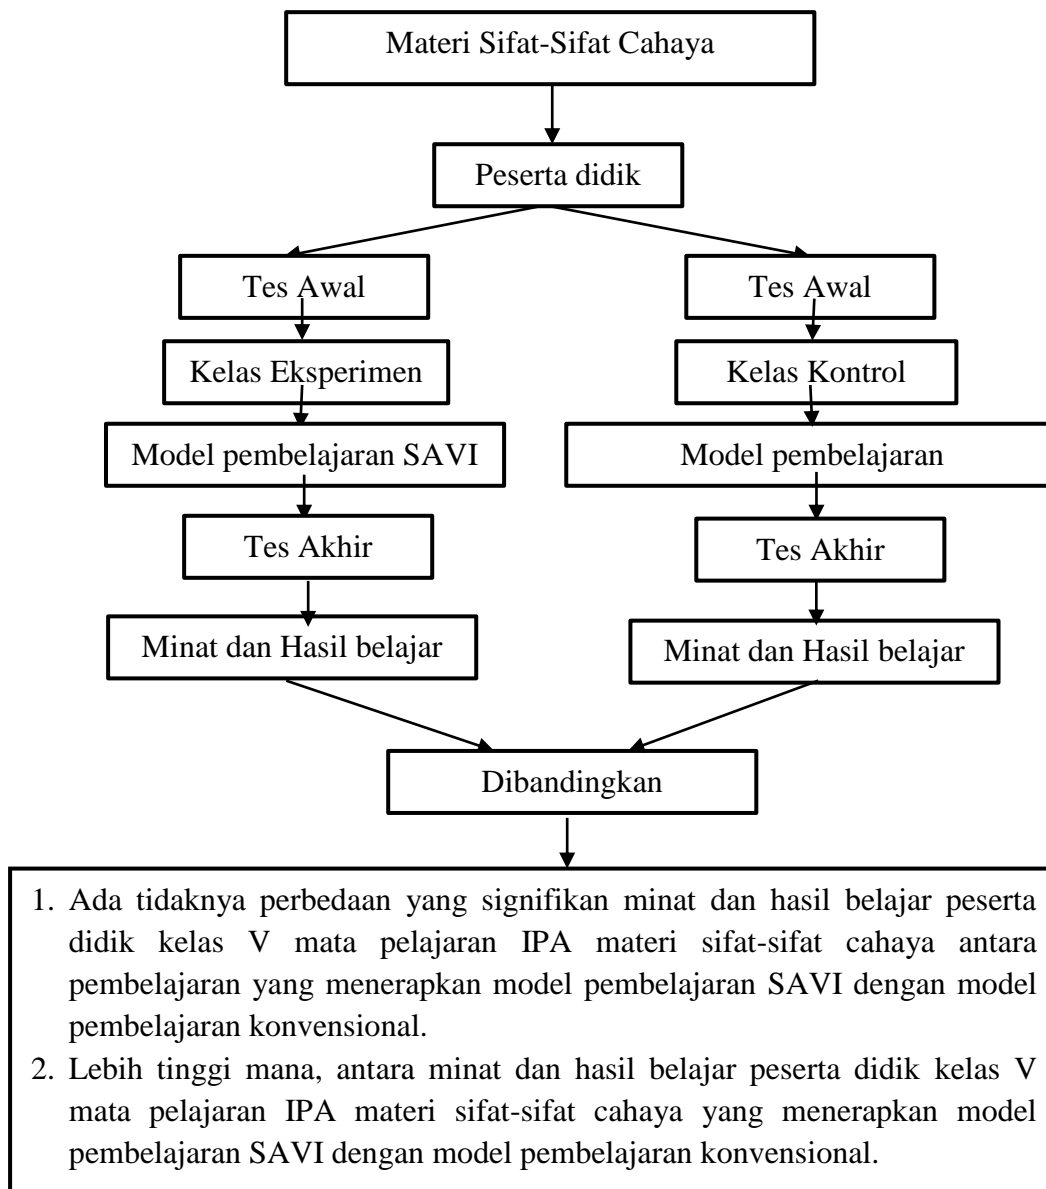 Materi Sifat-Sifat Cahaya
Peserta didik
Tes Awal
Tes Awal
Kelas Eksperimen
Kelas Kontrol
Model pembelajaran SAVI
Model pembelajaran
Tes Akhir
Tes Akhir
Minat dan Hasil belajar
Minat dan Hasil belajar
Dibandingkan
1. Ada tidaknya perbedaan yang signifikan minat dan hasil belajar peserta
didik kelas V mata pelajaran IPA materi sifat-sifat cahaya antara
pembelajaran yang menerapkan model pembelajaran SAVI dengan model
pembelajaran konvensional.
2. Lebih tinggi mana, antara minat dan hasil belajar peserta didik kelas V
mata pelajaran IPA materi sifat-sifat cahaya yang menerapkan model
pembelajaran SAVI dengan model pembelajaran konvensional.